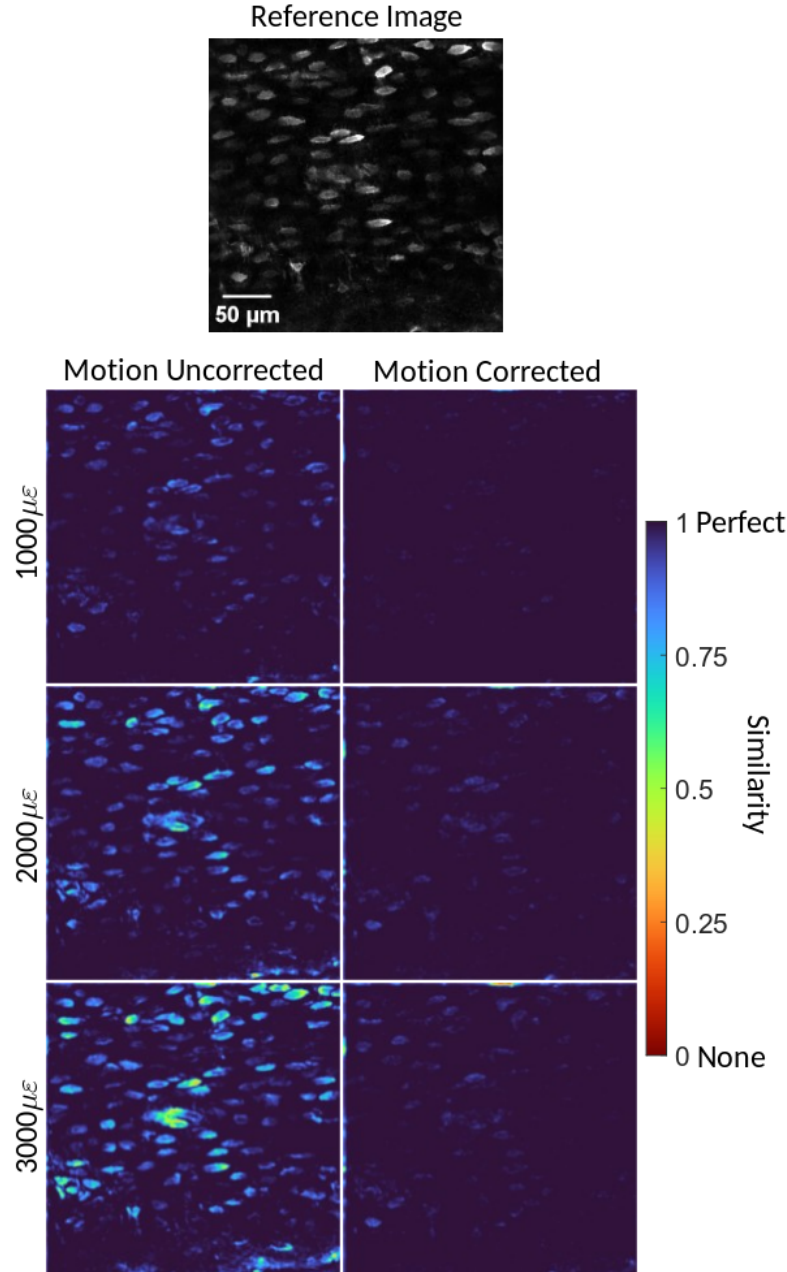 Reference Image
50 µm
Motion Uncorrected
Motion Corrected
1000με
2000με
3000με
1 Perfect
0.75
0.5
0.25
0 None
Similarity